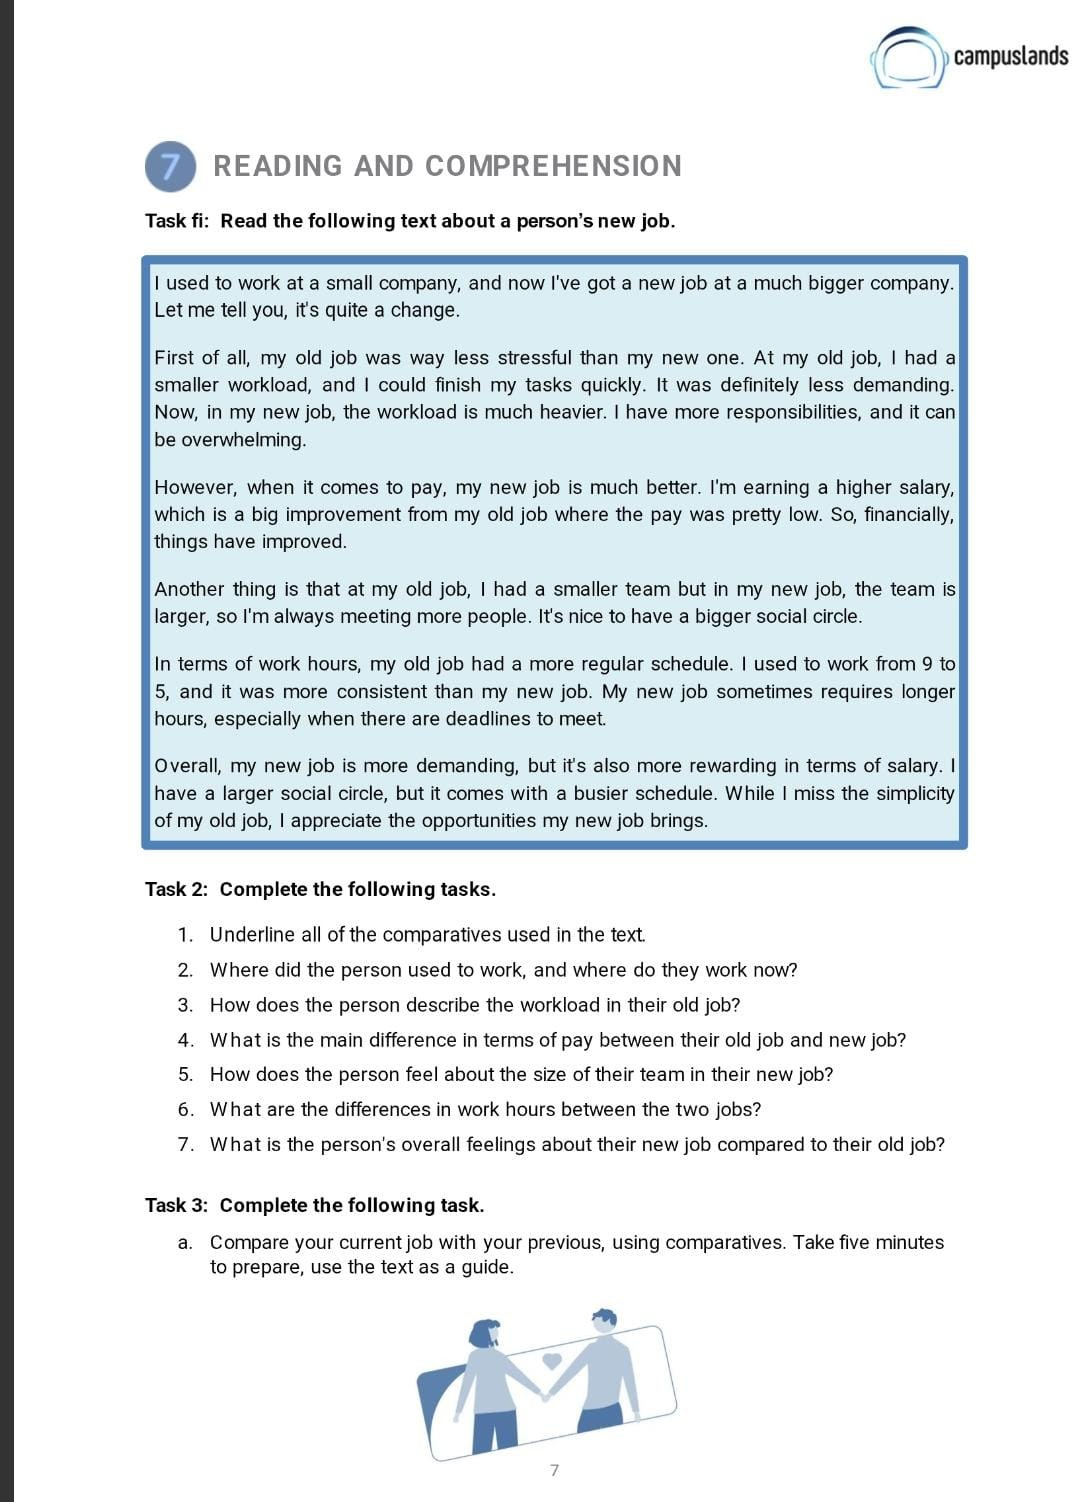 campuslands
7 READING AND COMPREHENSION
Task fi: Read the following text about a person's new job.
I used to work at a small company, and now I've got a new job at a much bigger company.
Let me tell you, it's quite a change.
First of all, my old job was way less stressful than my new one. At my old job, I had a
smaller workload, and I could finish my tasks quickly. It was definitely less demanding.
Now, in my new job, the workload is much heavier. I have more responsibilities, and it can
be overwhelming.
However, when it comes to pay, my new job is much better. I'm earning a higher salary,
which is a big improvement from my old job where the pay was pretty low. So, financially,
things have improved.
Another thing is that at my old job, I had a smaller team but in my new job, the team is
larger, so I'm always meeting more people. It's nice to have a bigger social circle.
In terms of work hours, my old job had a more regular schedule. I used to work from 9 to
5, and it was more consistent than my new job. My new job sometimes requires longer
hours, especially when there are deadlines to meet.
Overall, my new job is more demanding, but it's also more rewarding in terms of salary. I
have a larger social circle, but it comes with a busier schedule. While I miss the simplicity
of my old job, I appreciate the opportunities my new job brings.
Task 2: Complete the following tasks.
1. Underline all of the comparatives used in the text.
2. Where did the person used to work, and where do they work now?
3. How does the person describe the workload in their old job?
4. What is the main difference in terms of pay between their old job and new job?
5. How does the person feel about the size of their team in their new job?
6. What are the differences in work hours between the two jobs?
7. What is the person's overall feelings about their new job compared to their old job?
Task 3: Complete the following task.
a. Compare your current job with your previous, using comparatives. Take five minutes
to prepare, use the text as a guide.
7